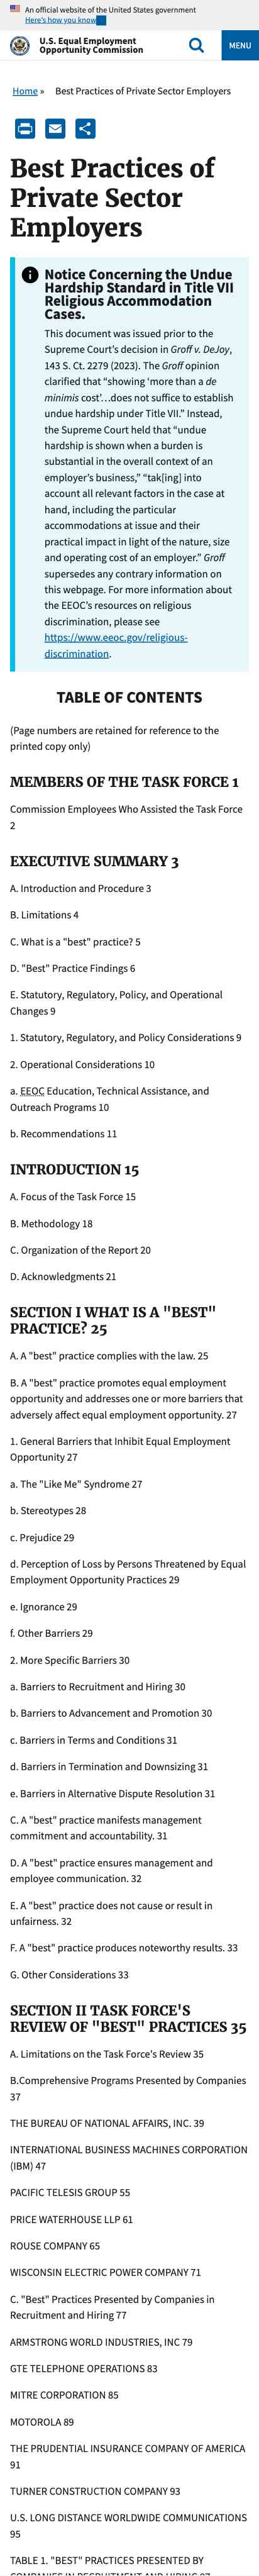 An official website of the United States government
Here's how you know
U.S. Equal Employment
Opportunity Commission
MENU
Home » Best Practices of Private Sector Employers
Best Practices of
Private Sector
Employers
Notice Concerning the Undue
Hardship Standard in Title VII
Religious Accommodation
Cases.
This document was issued prior to the
Supreme Court's decision in Groff v. DeJoy,
143 S. Ct. 2279 (2023). The Groff opinion
clarified that "showing 'more than a de
minimis cost'…does not suffice to establish
undue hardship under Title VII." Instead,
the Supreme Court held that "undue
hardship is shown when a burden is
substantial in the overall context of an
employer's business," "tak[ing] into
account all relevant factors in the case at
hand, including the particular
accommodations at issue and their
practical impact in light of the nature, size
and operating cost of an employer." Groff
supersedes any contrary information on
this webpage. For more information about
the EEOC's resources on religious
discrimination, please see
https://www.eeoc.gov/religious-
discrimination.
TABLE OF CONTENTS
(Page numbers are retained for reference to the
printed copy only)
MEMBERS OF THE TASK FORCE 1
Commission Employees Who Assisted the Task Force
2
EXECUTIVE SUMMARY 3
A. Introduction and Procedure 3
B. Limitations 4
C. What is a "best" practice? 5
D. "Best" Practice Findings 6
E. Statutory, Regulatory, Policy, and Operational
Changes 9
1. Statutory, Regulatory, and Policy Considerations 9
2. Operational Considerations 10
a. EEOC Education, Technical Assistance, and
Outreach Programs 10
b. Recommendations 11
INTRODUCTION 15
A. Focus of the Task Force 15
B. Methodology 18
C. Organization of the Report 20
D. Acknowledgments 21
SECTION I WHAT IS A "BEST"
PRACTICE? 25
A. A "best" practice complies with the law. 25
B. A "best" practice promotes equal employment
opportunity and addresses one or more barriers that
adversely affect equal employment opportunity. 27
1. General Barriers that Inhibit Equal Employment
Opportunity 27
a. The "Like Me" Syndrome 27
b. Stereotypes 28
c. Prejudice 29
d. Perception of Loss by Persons Threatened by Equal
Employment Opportunity Practices 29
e. Ignorance 29
f. Other Barriers 29
2. More Specific Barriers 30
a. Barriers to Recruitment and Hiring 30
b. Barriers to Advancement and Promotion 30
c. Barriers in Terms and Conditions 31
d. Barriers in Termination and Downsizing 31
e. Barriers in Alternative Dispute Resolution 31
C. A "best" practice manifests management
commitment and accountability. 31
D. A "best" practice ensures management and
employee communication. 32
E. A "best" practice does not cause or result in
unfairness. 32
F. A "best" practice produces noteworthy results. 33
G. Other Considerations 33
SECTION II TASK FORCE'S
REVIEW OF "BEST" PRACTICES 35
A. Limitations on the Task Force's Review 35
B.Comprehensive Programs Presented by Companies
37
THE BUREAU OF NATIONAL AFFAIRS, INC. 39
INTERNATIONAL BUSINESS MACHINES CORPORATION
(IBM) 47
PACIFIC TELESIS GROUP 55
PRICE WATERHOUSE LLP 61
ROUSE COMPANY 65
WISCONSIN ELECTRIC POWER COMPANY 71
C. "Best" Practices Presented by Companies in
Recruitment and Hiring 77
ARMSTRONG WORLD INDUSTRIES, INC 79
GTE TELEPHONE OPERATIONS 83
MITRE CORPORATION 85
MOTOROLA 89
THE PRUDENTIAL INSURANCE COMPANY OF AMERICA
91
TURNER CONSTRUCTION COMPANY 93
U.S. LONG DISTANCE WORLDWIDE COMMUNICATIONS
95
TABLE 1. "BEST" PRACTICES PRESENTED BY